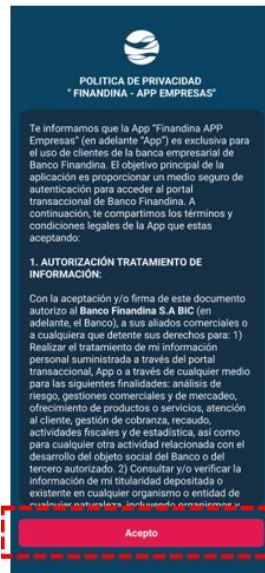 POLITICA DE PRIVACIDAD
" FINANDINA - APP EMPRESAS"
Te informamos que la App "Finandina APP
Empresas" (en adelante "App") es exclusiva para
el uso de clientes de la banca empresarial de
Banco Finandina. El objetivo principal de la
aplicación es proporcionar un medio seguro de
autenticación para acceder al portal
transaccional de Banco Finandina. A
continuación, te compartimos los términos y
condiciones legales de la App que estas
aceptando:
1. AUTORIZACIÓN TRATAMIENTO DE
INFORMACIÓN:
Con la aceptación y/o firma de este documento
autorizo al Banco Finandina S.A BIC (en
adelante, el Banco), a sus aliados comerciales o
a cualquiera que detente sus derechos para: 1)
Realizar el tratamiento de mi información
personal suministrada a través del portal
transaccional, App o a través de cualquier medio
para las siguientes finalidades: análisis de
riesgo, gestiones comerciales y de mercadeo,
ofrecimiento de productos o servicios, atención
al cliente, gestión de cobranza, recaudo,
actividades fiscales y de estadística, así como
para cualquier otra actividad relacionada con el
desarrollo del objeto social del Banco o del
tercero autorizado. 2) Consultar y/o verificar la
información de mi titularidad depositada o
existente en cualquier organismo o entidad de
cualquier naturaleza, incluyendo organismos y
Acepto